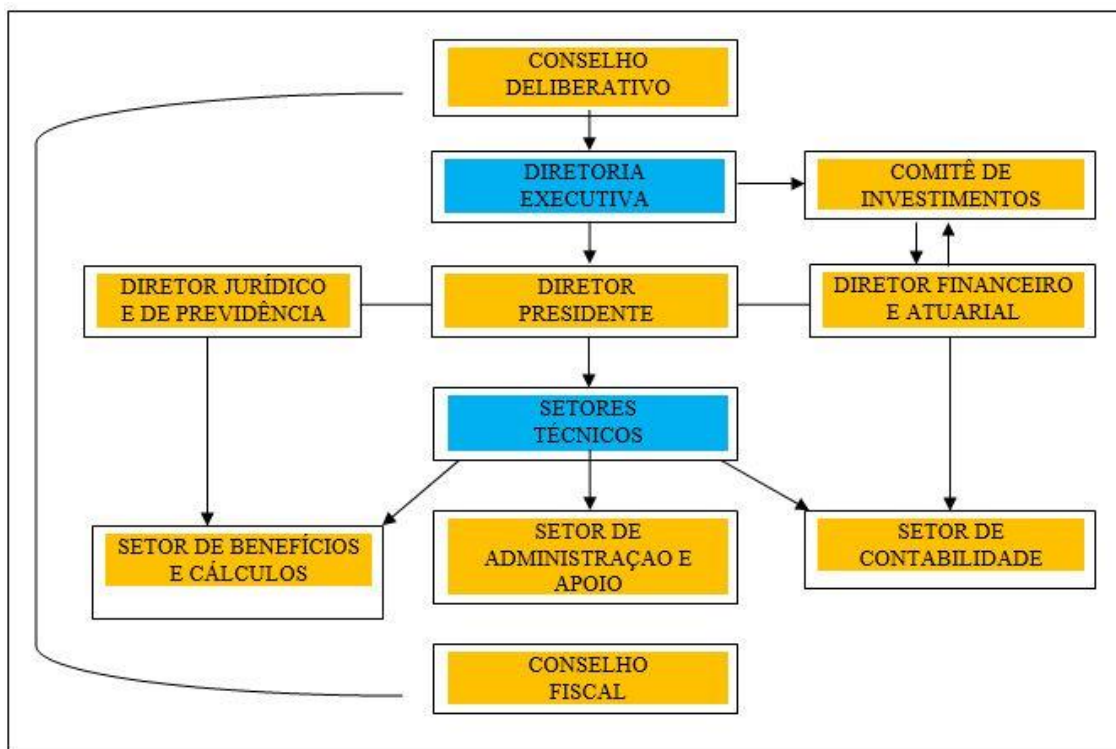 CONSELHO
DELIBERATIVO
DIRETORIA
EXECUTIVA
COMITÊ DE
INVESTIMENTOS
DIRETOR JURÍDICO
E DE PREVIDÊNCIA
DIRETOR
PRESIDENTE
DIRETOR FINANCEIRO
E ATUARIAL
SETORES
TÉCNICOS
SETOR DE BENEFÍCIOS
E CÁLCULOS
SETOR DE
ADMINISTRAÇAO E
APOIO
SETOR DE
CONTABILIDADE
CONSELHO
FISCAL